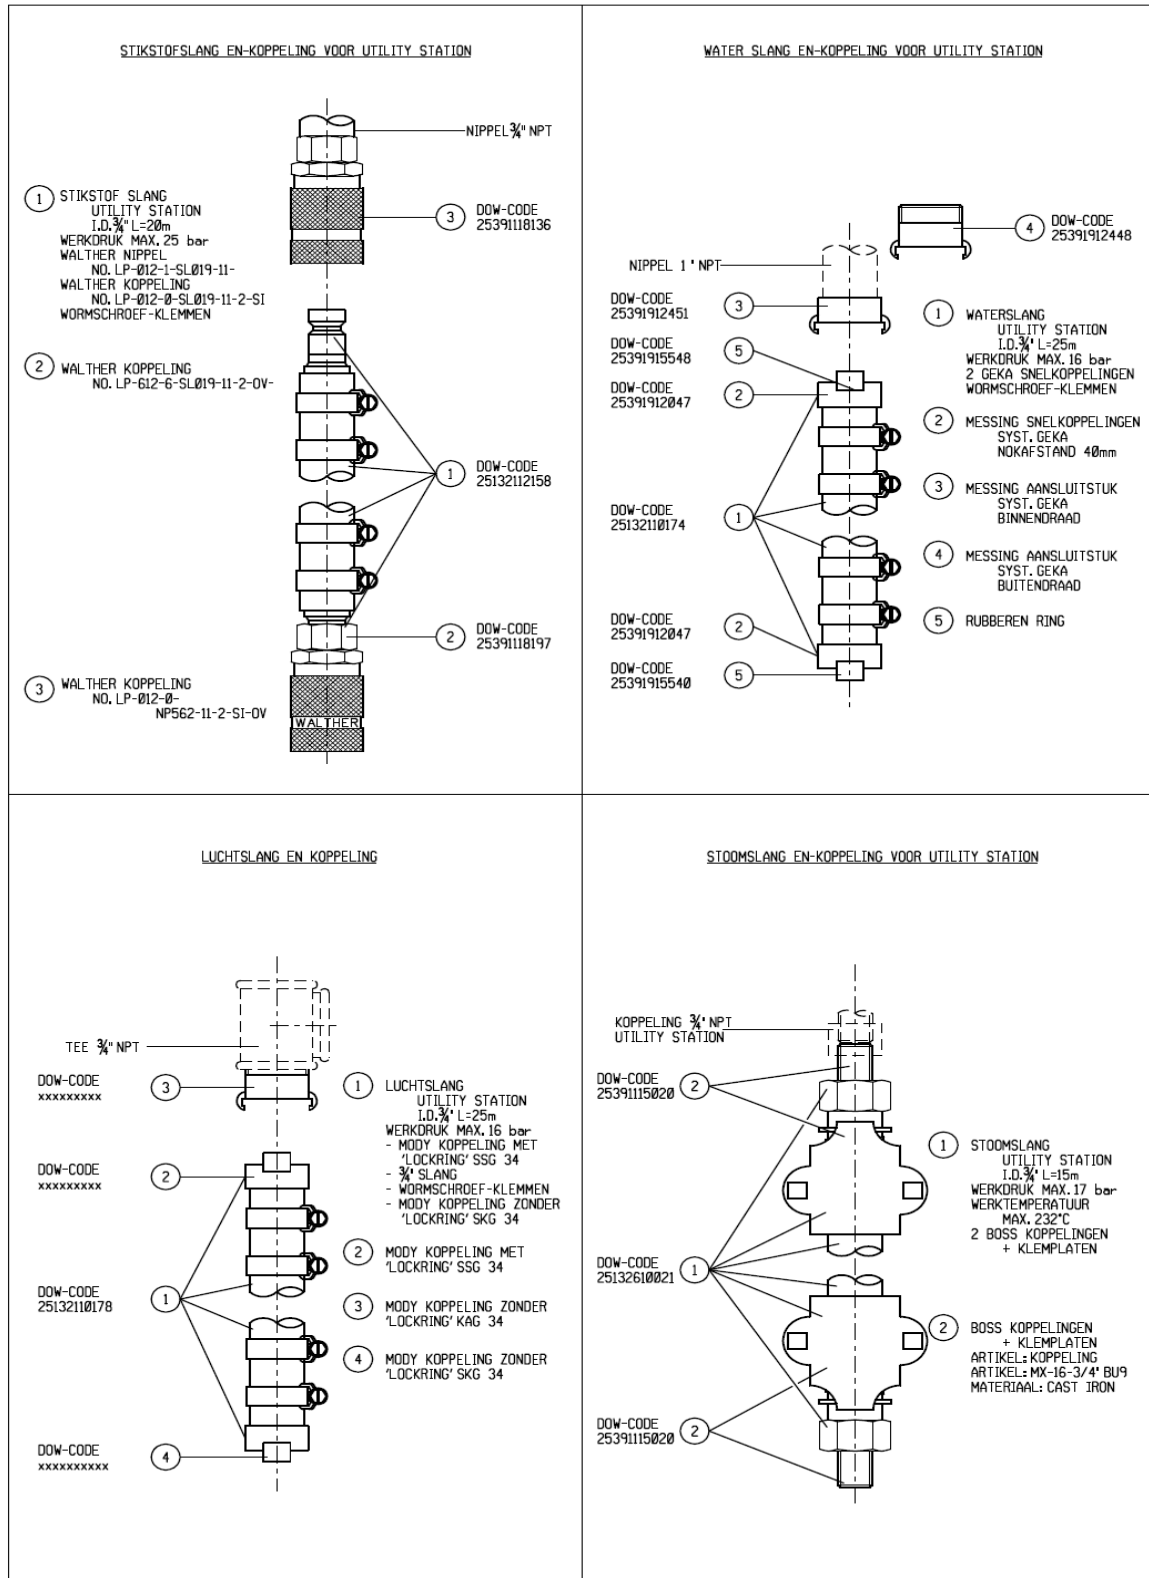 STIKSTOFSLANG EN-KOPPELING VOOR UTILITY STATION
NIPPEL ¾" NPT
1 STIKSTOF SLANG
UTILITY STATION
I.D.¾" L=20m
WERKDRUK MAX. 25 bar
WALTHER NIPPEL
NO. LP-Ø12-1-SLØ19-11-
WALTHER KOPPELING
NO. LP-Ø12-Ø-SLØ19-11-2-SI
WORMSCHROEF-KLEMMEN
3 DOW-CODE
25391118136
2 WALTHER KOPPELING
NO. LP-612-6-SLØ19-11-2-OV-
1 DOW-CODE
25132112158
2 DOW-CODE
25391118197
3 WALTHER KOPPELING
NO. LP-Ø12-Ø-
NP562-11-2-SI-OV
WALTHER
WATER SLANG EN-KOPPELING VOOR UTILITY STATION
4 DOW-CODE
25391912448
NIPPEL 1' NPT
DOW-CODE
25391912451 3
DOW-CODE
25391915548 5
DOW-CODE
25391912047 2
DOW-CODE
25132110174 1
DOW-CODE
25391912047 2
DOW-CODE
25391915540 5
1 WATERSLANG
UTILITY STATION
I.D.¾' L=25m
WERKDRUK MAX. 16 bar
2 GEKA SNELKOPPELINGEN
WORMSCHROEF-KLEMMEN
2 MESSING SNELKOPPELINGEN
SYST. GEKA
NOKAFSTAND 40mm
3 MESSING AANSLUITSTUK
SYST. GEKA
BINNENDRAAD
4 MESSING AANSLUITSTUK
SYST. GEKA
BUITENDRAAD
5 RUBBEREN RING
LUCHTSLANG EN KOPPELING
TEE ¾" NPT
DOW-CODE
xxxxxxxxx 3
DOW-CODE
xxxxxxxxx 2
DOW-CODE
25132110178 1
DOW-CODE
xxxxxxxxxx 4
1 LUCHTSLANG
UTILITY STATION
I.D.¾' L=25m
WERKDRUK MAX. 16 bar
- MODY KOPPELING MET
'LOCKRING' SSG 34
- ¾' SLANG
- WORMSCHROEF-KLEMMEN
- MODY KOPPELING ZONDER
'LOCKRING' SKG 34
2 MODY KOPPELING MET
'LOCKRING' SSG 34
3 MODY KOPPELING ZONDER
'LOCKRING' KAG 34
4 MODY KOPPELING ZONDER
'LOCKRING' SKG 34
STOOMSLANG EN-KOPPELING VOOR UTILITY STATION
KOPPELING ¾' NPT
UTILITY STATION
DOW-CODE
25391115020 2
DOW-CODE
25132610021 1
DOW-CODE
25391115020 2
1 STOOMSLANG
UTILITY STATION
I.D.¾' L=15m
WERKDRUK MAX. 17 bar
WERKTEMPERATUUR
MAX. 232°C
2 BOSS KOPPELINGEN
+ KLEMPLATEN
2 BOSS KOPPELINGEN
+ KLEMPLATEN
ARTIKEL: KOPPELING
ARTIKEL: MX-16-3/4' BU9
MATERIAAL: CAST IRON